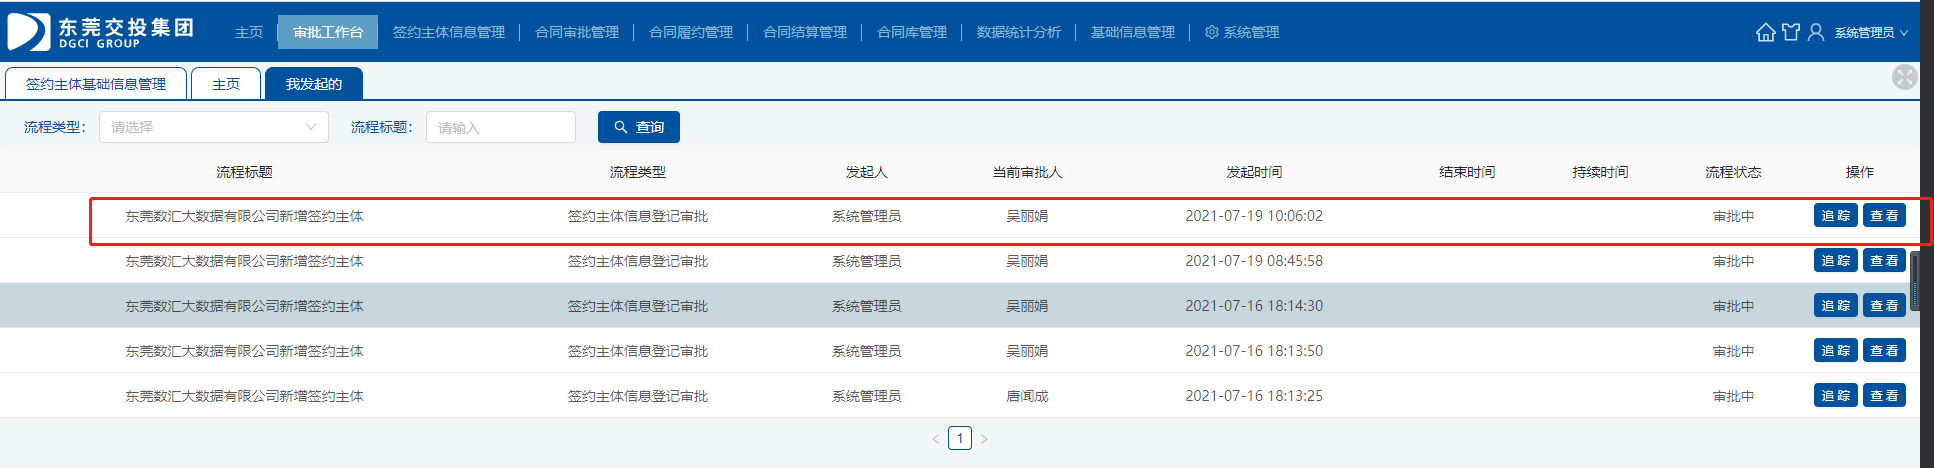 东莞交投集团
DGCI GROUP
主页 审批工作台 签约主体信息管理 合同审批管理 合同履约管理 合同结算管理 合同库管理 数据统计分析 基础信息管理 系统管理 系统管理员
签约主体基础信息管理 主页 我发起的
流程类型: 请选择 流程标题: 请输入 查询
流程标题 流程类型 发起人 当前审批人 发起时间 结束时间 持续时间 流程状态 操作
东莞数汇大数据有限公司新增签约主体 签约主体信息登记审批 系统管理员 吴丽娟 2021-07-19 10:06:02 审批中 追踪 查看
东莞数汇大数据有限公司新增签约主体 签约主体信息登记审批 系统管理员 吴丽娟 2021-07-19 08:45:58 审批中 追踪 查看
东莞数汇大数据有限公司新增签约主体 签约主体信息登记审批 系统管理员 吴丽娟 2021-07-16 18:14:30 审批中 追踪 查看
东莞数汇大数据有限公司新增签约主体 签约主体信息登记审批 系统管理员 吴丽娟 2021-07-16 18:13:50 审批中 追踪 查看
东莞数汇大数据有限公司新增签约主体 签约主体信息登记审批 系统管理员 唐闻成 2021-07-16 18:13:25 审批中 追踪 查看
< 1 >